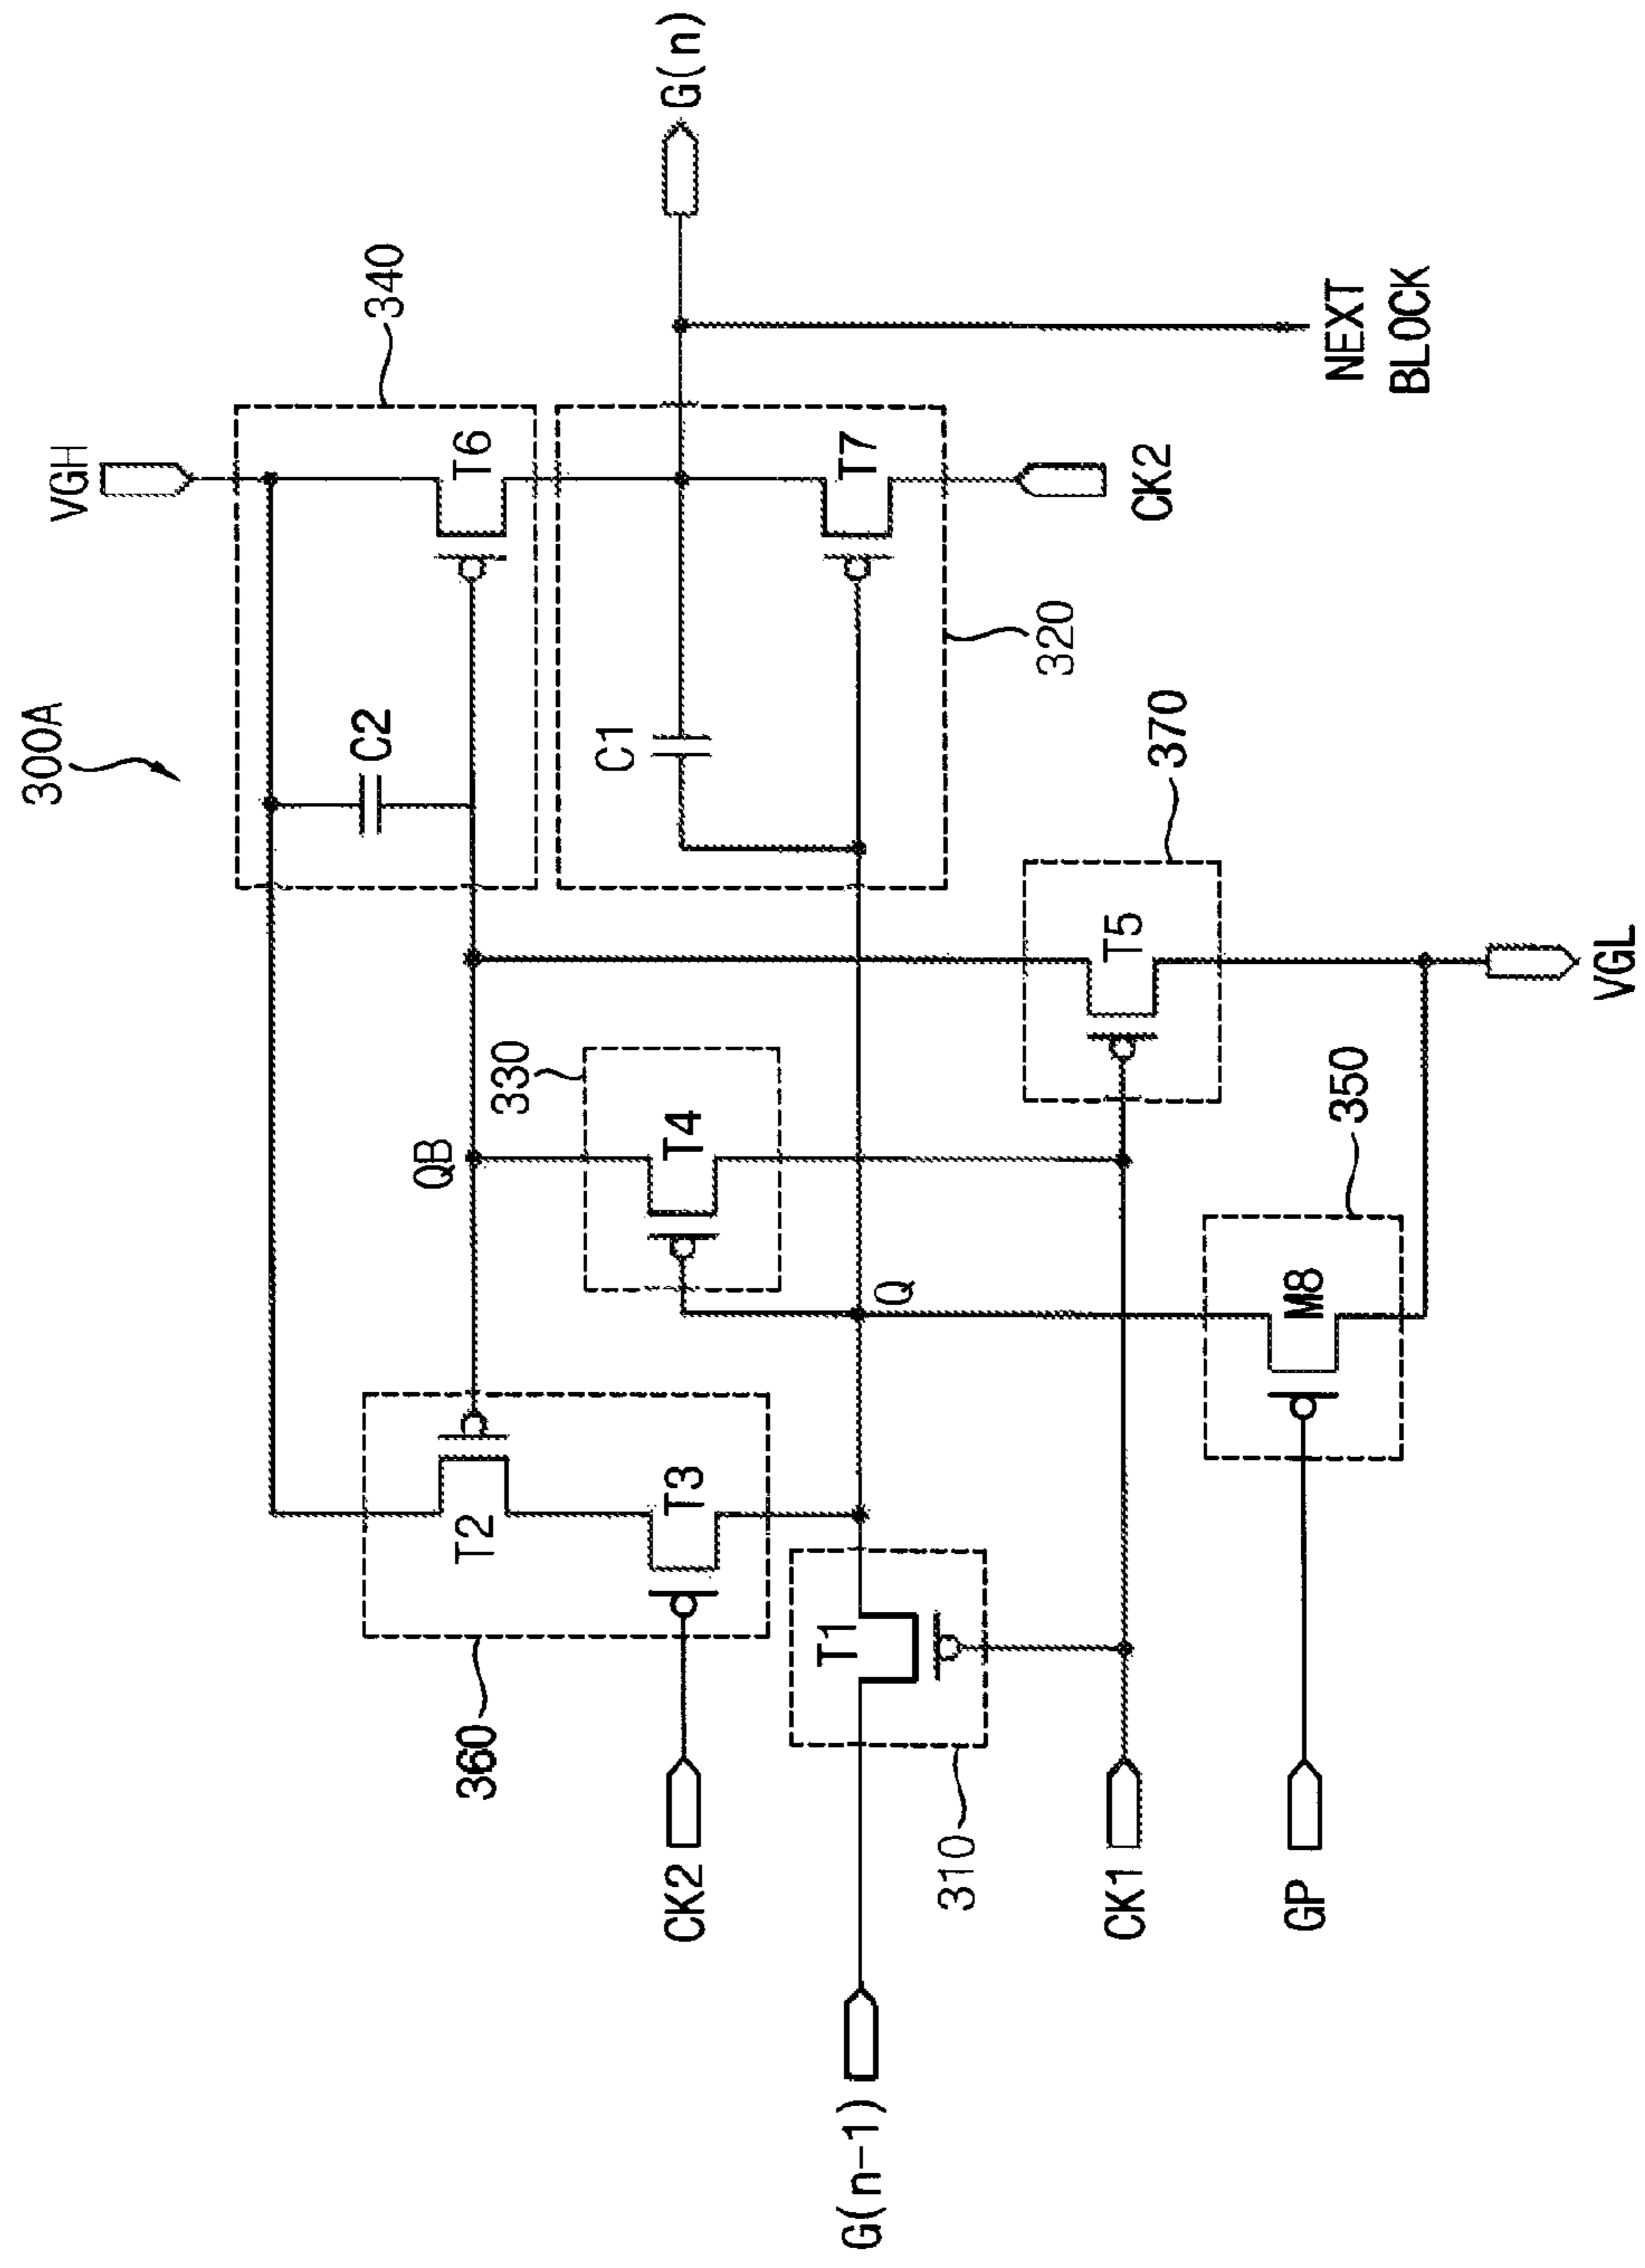 300A
VGH
340
C2
T6
QB
330
360
T2
T3
T4
C1
G(n)
CK2
T7
T1
Q
320
G(n-1)
310
370
T5
CK2
CK1
M8
350
GP
NEXT
BLOCK
VGL